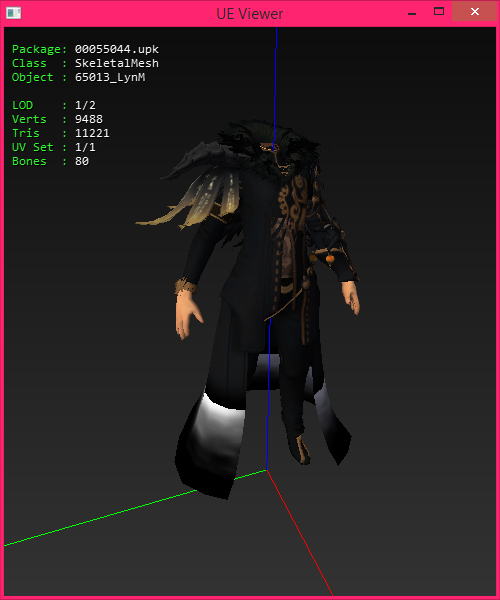 UE Viewer
Package: 00055044.upk
Class : SkeletalMesh
Object : 65013_LynM
LOD : 1/2
Verts : 9488
Tris : 11221
UV Set : 1/1
Bones : 80